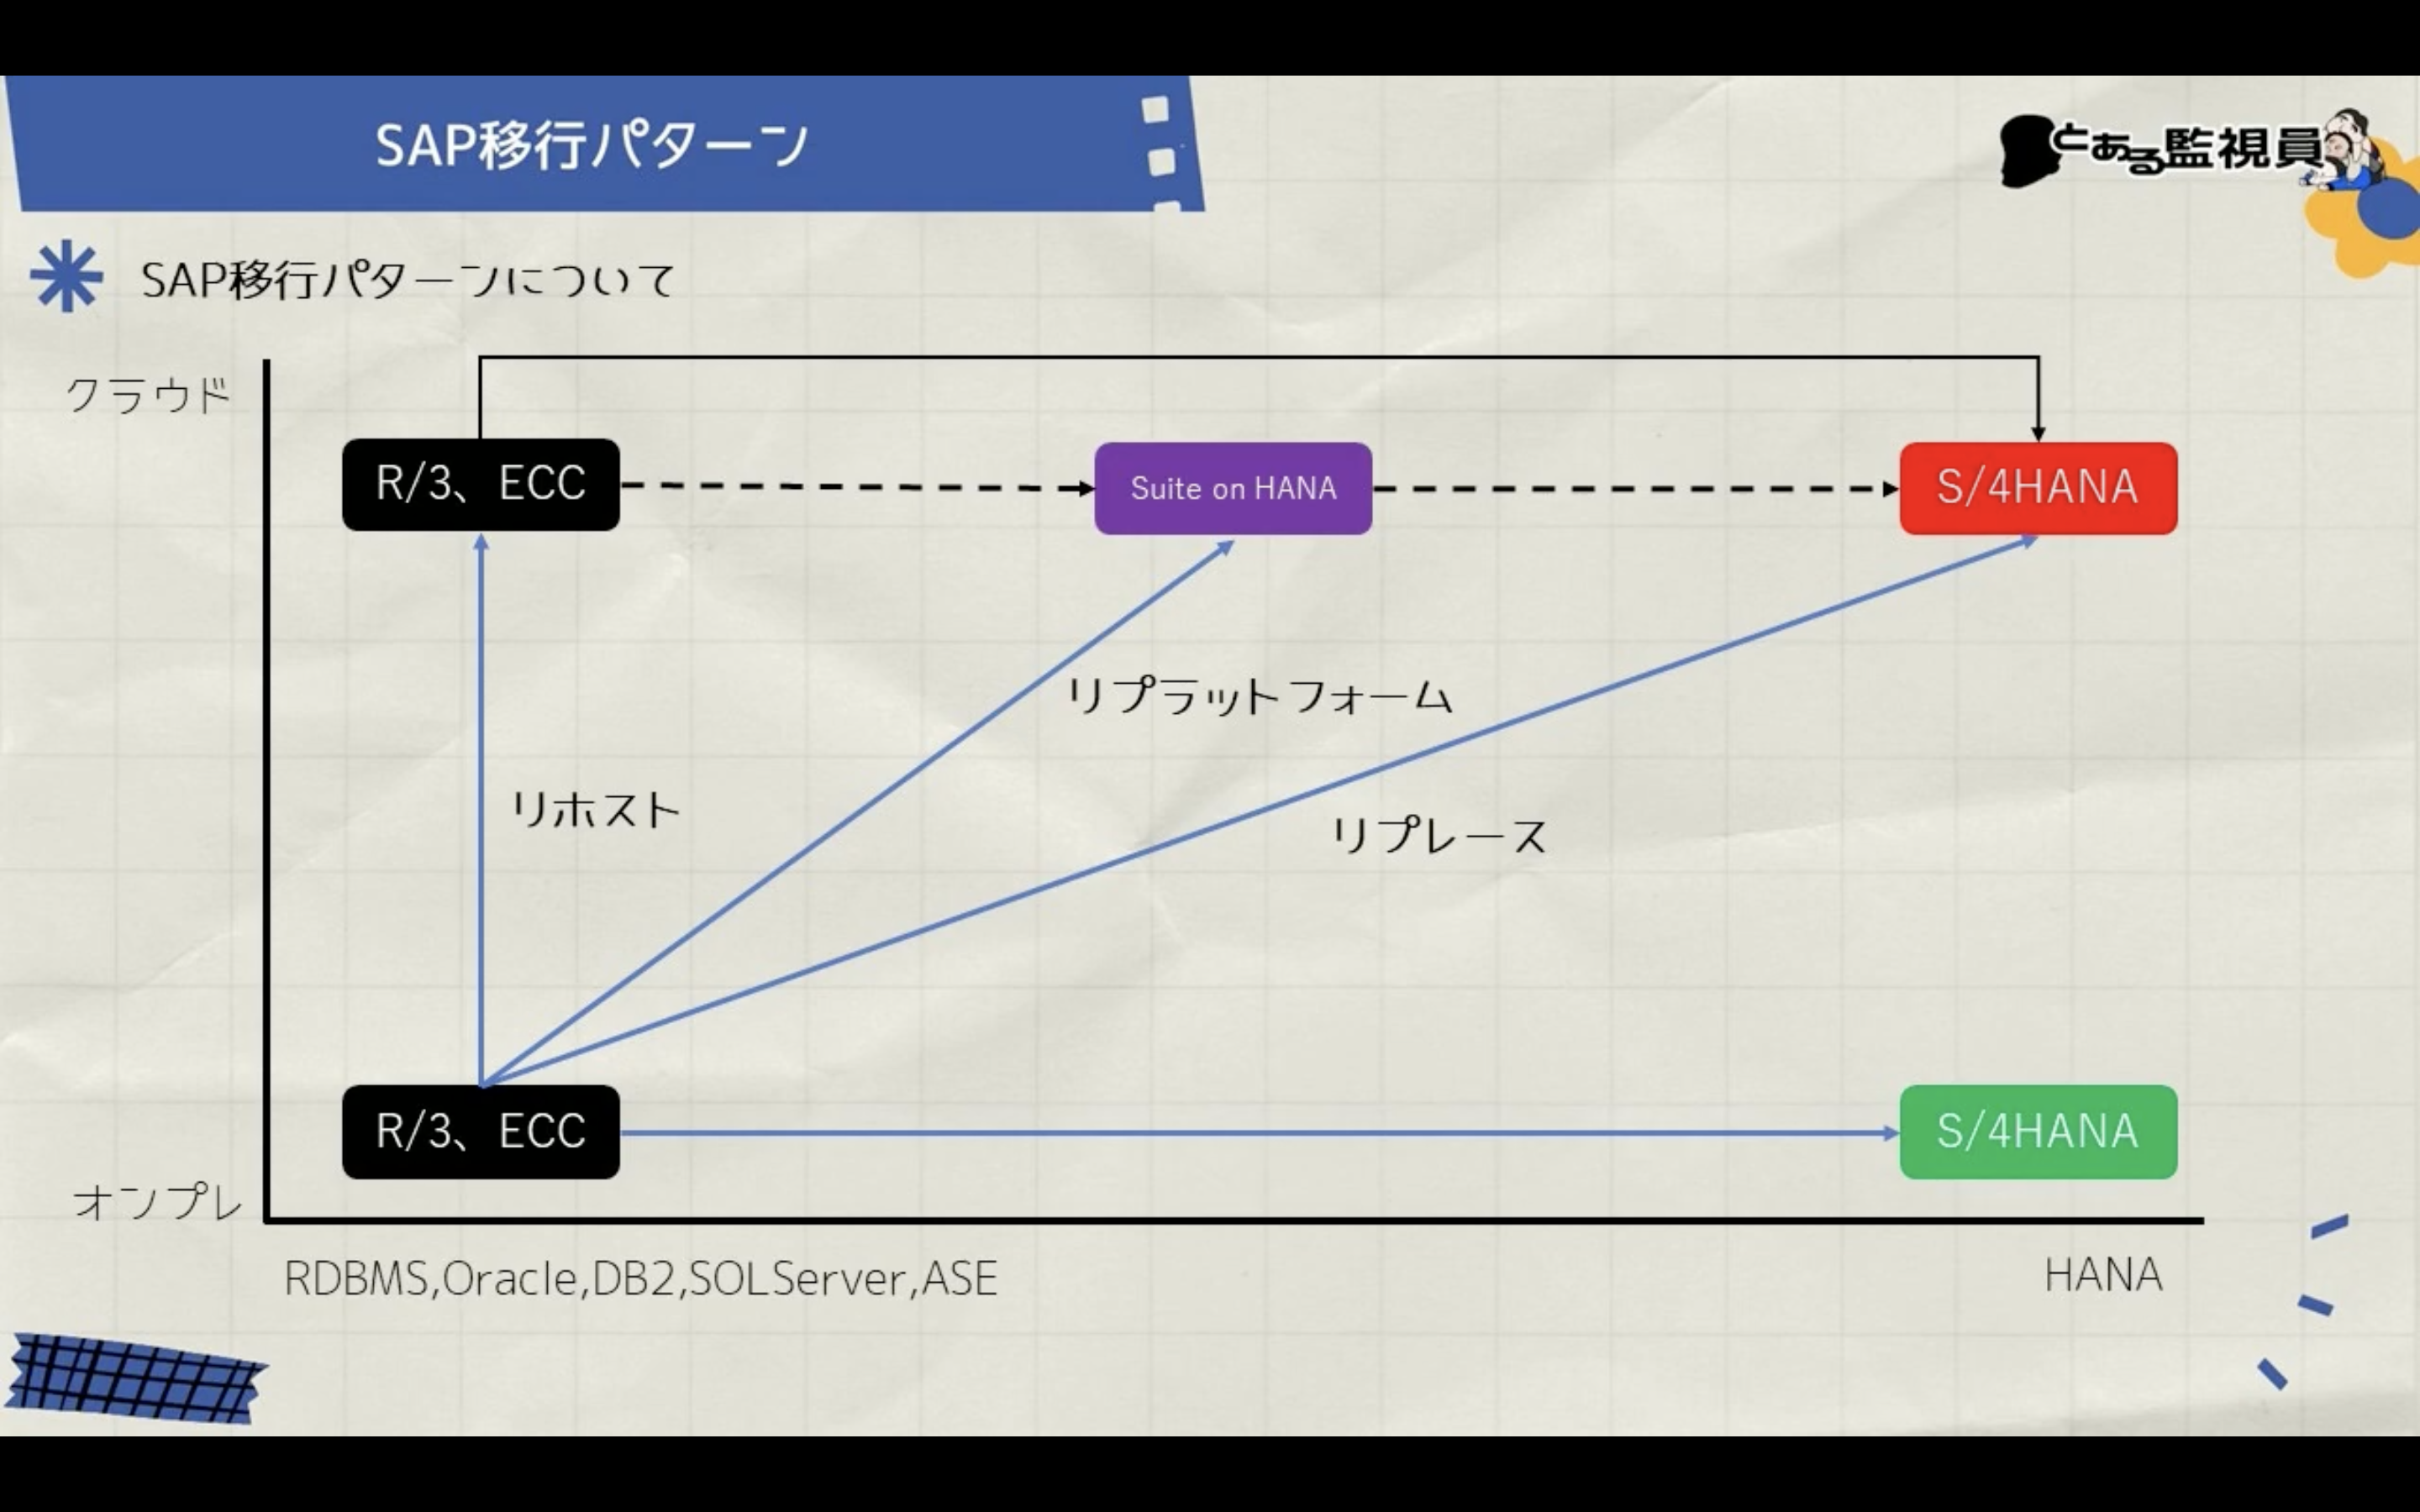 SAP移行パターン
とある監視員
SAP移行パターンについて
クラウド
R/3、ECC
Suite on HANA
S/4HANA
リプラットフォーム
リホスト
リプレース
R/3、ECC
S/4HANA
オンプレ
RDBMS,Oracle,DB2,SOLServer,ASE
HANA